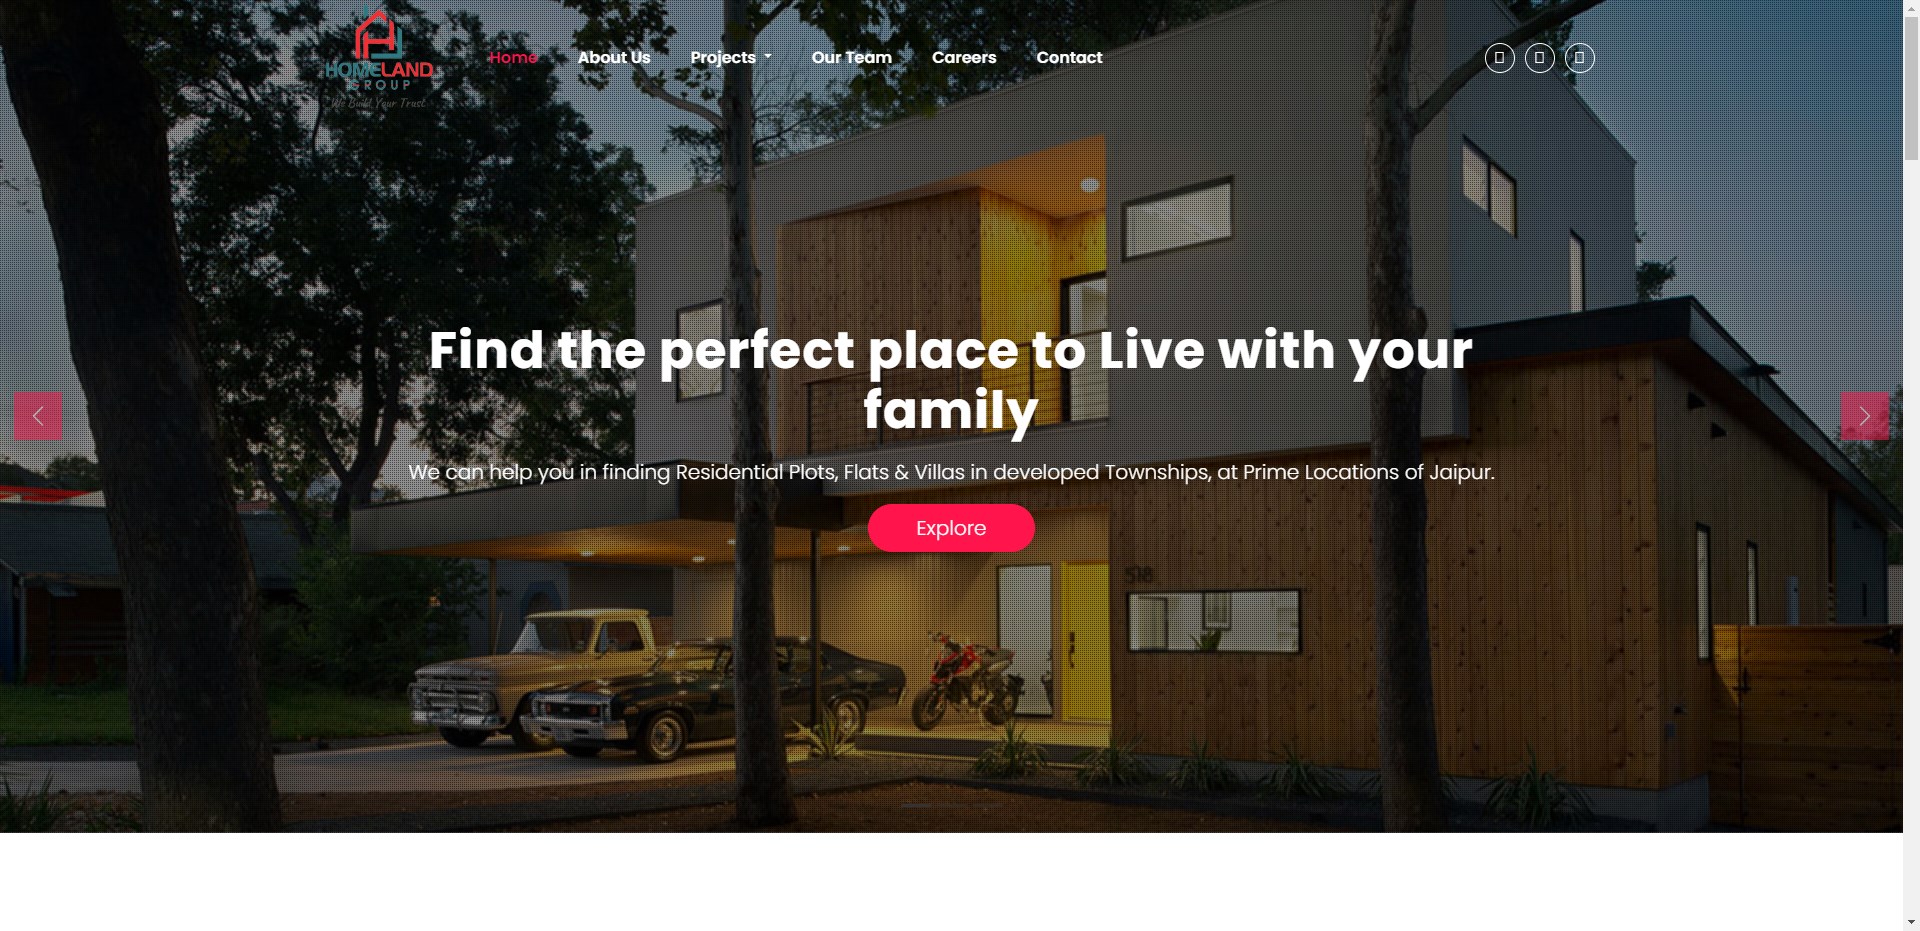 HOMELAND
GROUP
We Build Your Trust
Home
About Us
Projects
Our Team
Careers
Contact
Find the perfect place to Live with your
family
We can help you in finding Residential Plots, Flats & Villas in developed Townships, at Prime Locations of Jaipur.
Explore
518